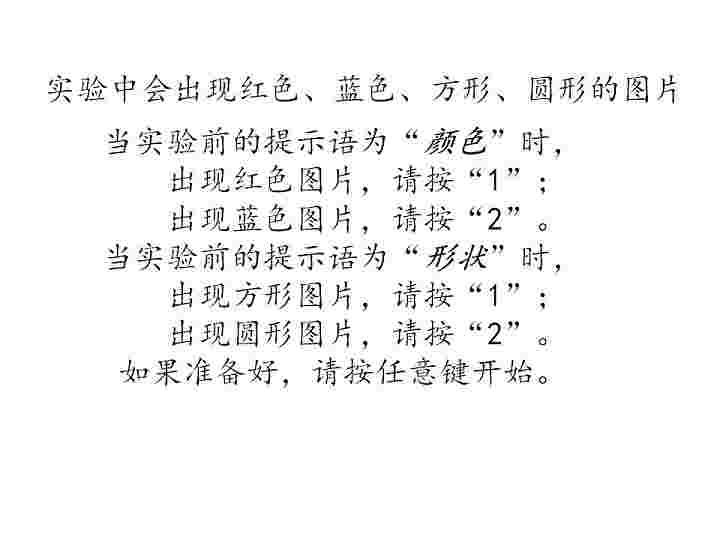 实验中会出现红色、蓝色、方形、圆形的图片
当实验前的提示语为“颜色”时，
出现红色图片，请按“1”；
出现蓝色图片，请按“2”。
当实验前的提示语为“形状”时，
出现方形图片，请按“1”；
出现圆形图片，请按“2”。
如果准备好，请按任意键开始。